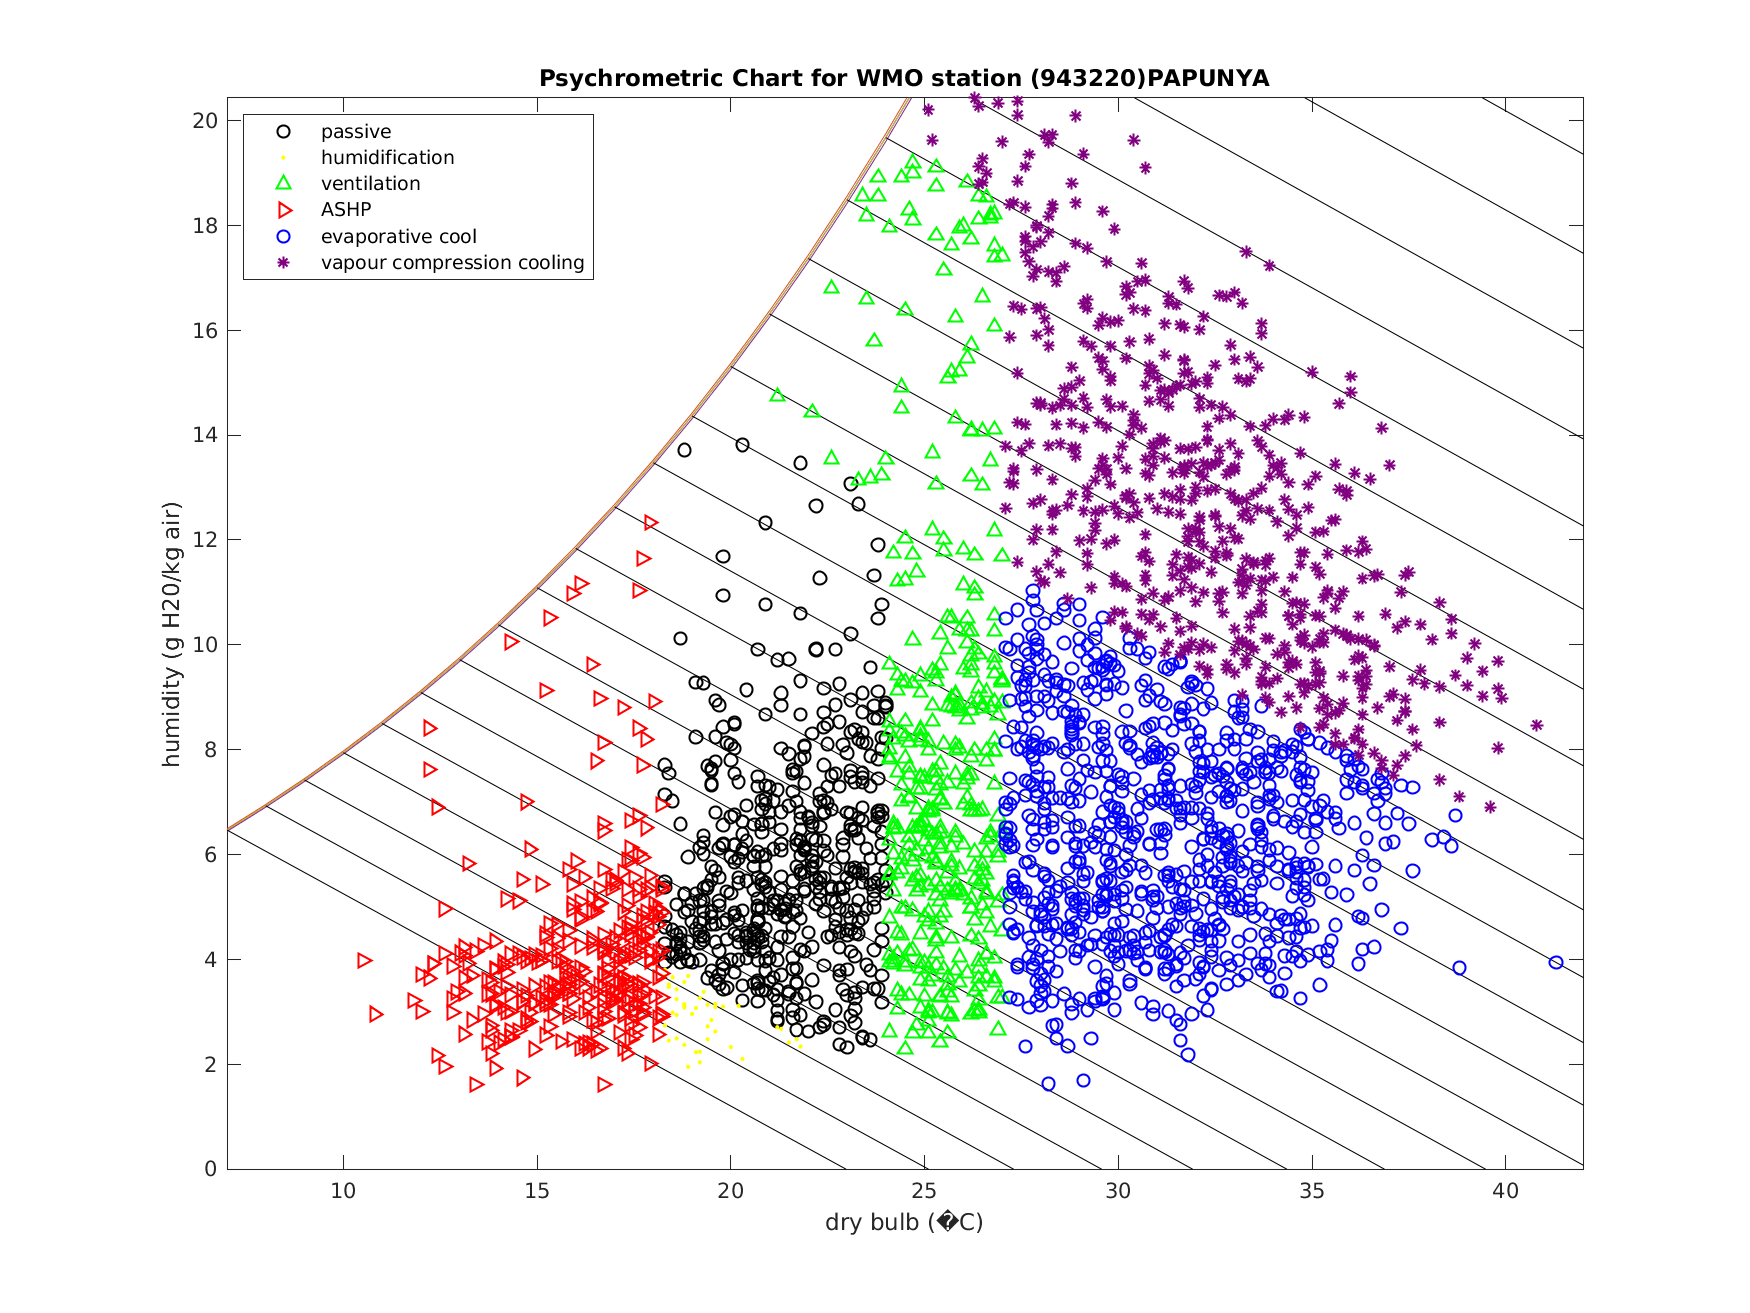 Psychrometric Chart for WMO station (943220)PAPUNYA
passive
humidification
ventilation
ASHP
evaporative cool
vapour compression cooling
humidity (g H20/kg air)
20
18
16
14
12
10
8
6
4
2
0
10 15 20 25 30 35 40
dry bulb (�C)